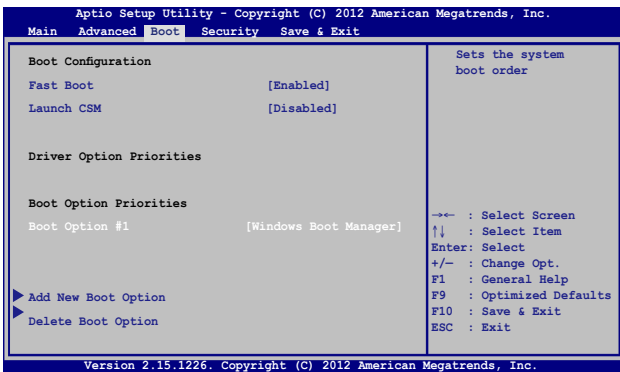 Aptio Setup Utility - Copyright (C) 2012 American Megatrends, Inc.
Main Advanced Boot Security Save & Exit
Boot Configuration
Fast Boot [Enabled]
Launch CSM [Disabled]
Driver Option Priorities
Boot Option Priorities
Boot Option #1 [Windows Boot Manager]
Add New Boot Option
Delete Boot Option
Sets the system
boot order
→← : Select Screen
↑↓ : Select Item
Enter: Select
+/— : Change Opt.
F1 : General Help
F9 : Optimized Defaults
F10 : Save & Exit
ESC : Exit
Version 2.15.1226. Copyright (C) 2012 American Megatrends, Inc.